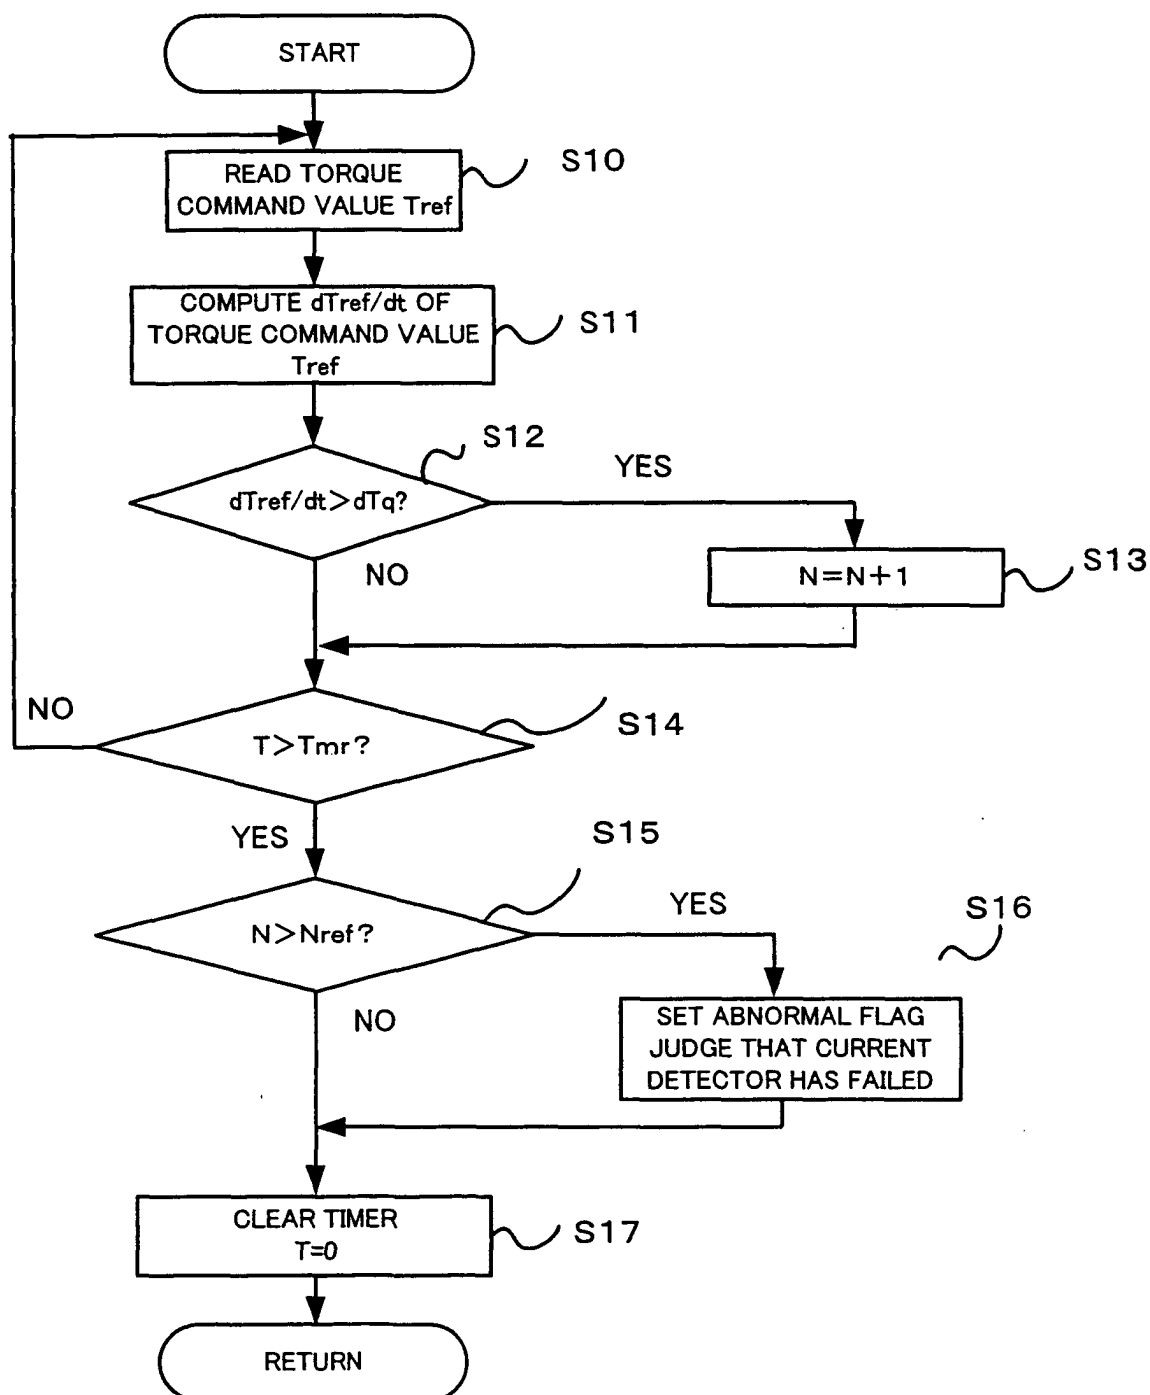 START
READ TORQUE
COMMAND VALUE Tref
S10
COMPUTE dTref/dt OF
TORQUE COMMAND VALUE
Tref
S11
S12
dTref/dt>dTq?
YES
NO
N=N+1
S13
NO
T>Tmr?
S14
YES
S15
N>Nref?
YES
S16
NO
SET ABNORMAL FLAG
JUDGE THAT CURRENT
DETECTOR HAS FAILED
CLEAR TIMER
T=0
S17
RETURN